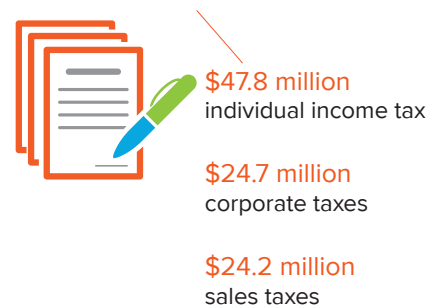 $47.8 million
individual income tax
$24.7 million
corporate taxes
$24.2 million
sales taxes